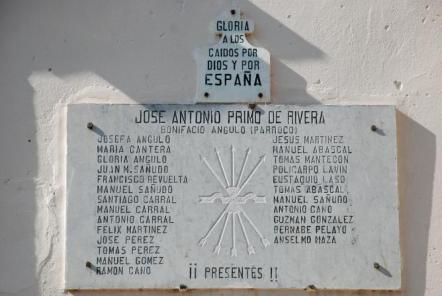 GLORIA
A LOS
CAIDOS POR
DIOS Y POR
ESPAÑA
JOSE ANTONIO PRIMO DE RIVERA
BONIFACIO ANGULO (PARROCO)
JOSEFA ANGULO
MARIA CANTERA
GLORIA ANGULO
JUAN M. SAÑUDO
FRANCISCO REVUELTA
MANUEL SAÑUDO
SANTIAGO CARRAL
MANUEL CARRAL
ANTONIO CARRAL
FELIX MARTINEZ
JOSE PEREZ
TOMAS PEREZ
MANUEL GOMEZ
RAMON CANO
JESUS MARTINEZ
MANUEL ABASCAL
TOMAS MANTECON
POLICARPO LAVIN
EUSTAQUIO LASO
TOMAS ABASCAL
MANUEL SAÑUDO
ANTONIO CANO
GUZMAN GONZALEZ
BERNABE PELAYO
ANSELMO MAZA
¡¡ PRESENTES !!